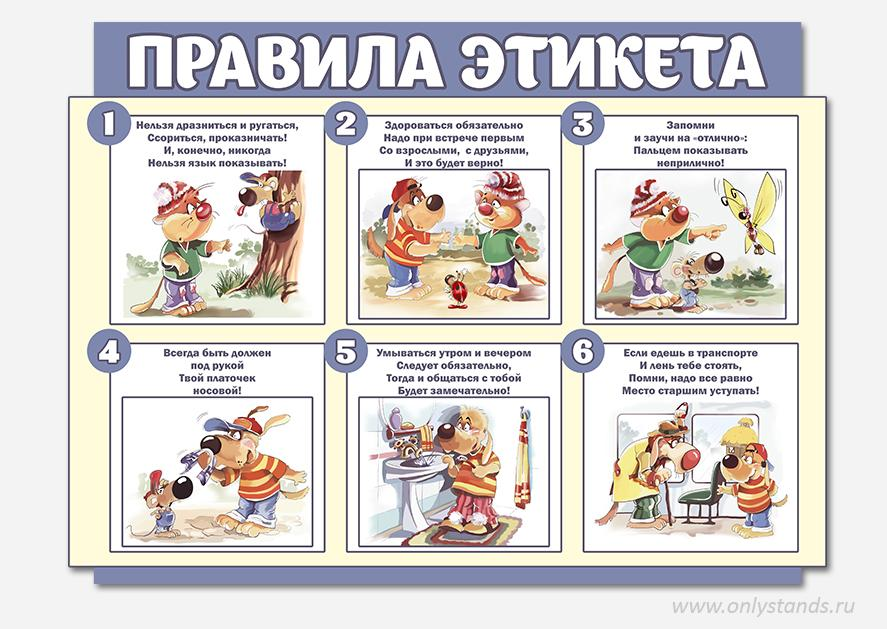 ПРАВИЛА ЭТИКЕТА
1
Нельзя дразниться и ругаться,
Ссориться, проказничать!
И, конечно, никогда
Нельзя язык показывать!
2
Здороваться обязательно
Надо при встрече первым
Со взрослыми, с друзьями,
И это будет верно!
3
Запомни
и заучи на «отлично»:
Пальцем показывать
неприлично!
4
Всегда быть должен
под рукой
Твой платочек
носовой!
5
Умываться утром и вечером
Следует обязательно,
Тогда и общаться с тобой
Будет замечательно!
6
Если едешь в транспорте
И лень тебе стоять,
Помни, надо все равно
Место старшим уступать!
www.onlystands.ru